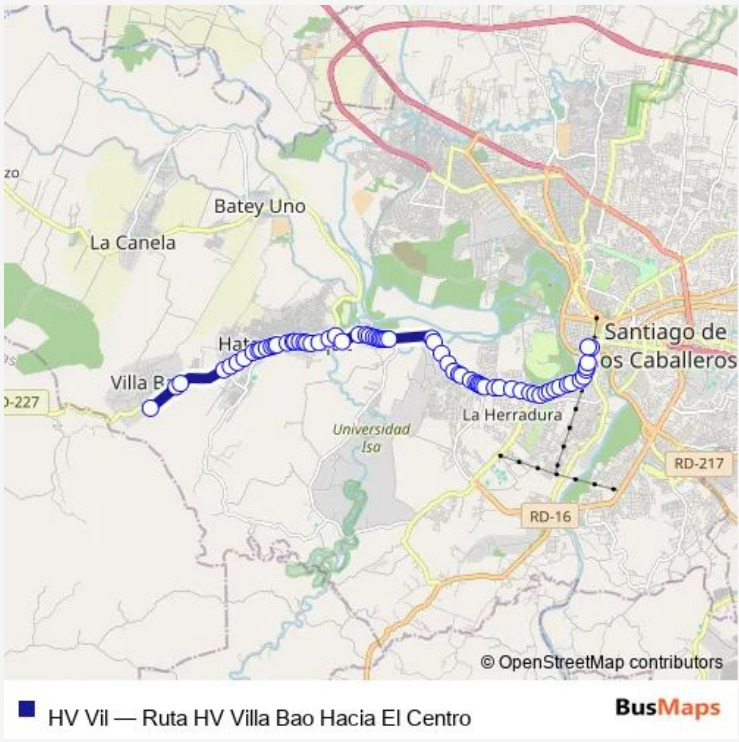 zo
Batey Uno
La Canela
Santiago de
os Caballeros
Villa B
D-227
La Herradura
Universidad
Isa
RD-217
RD-16
© OpenStreetMap contributors
HV Vil — Ruta HV Villa Bao Hacia El Centro
BusMaps